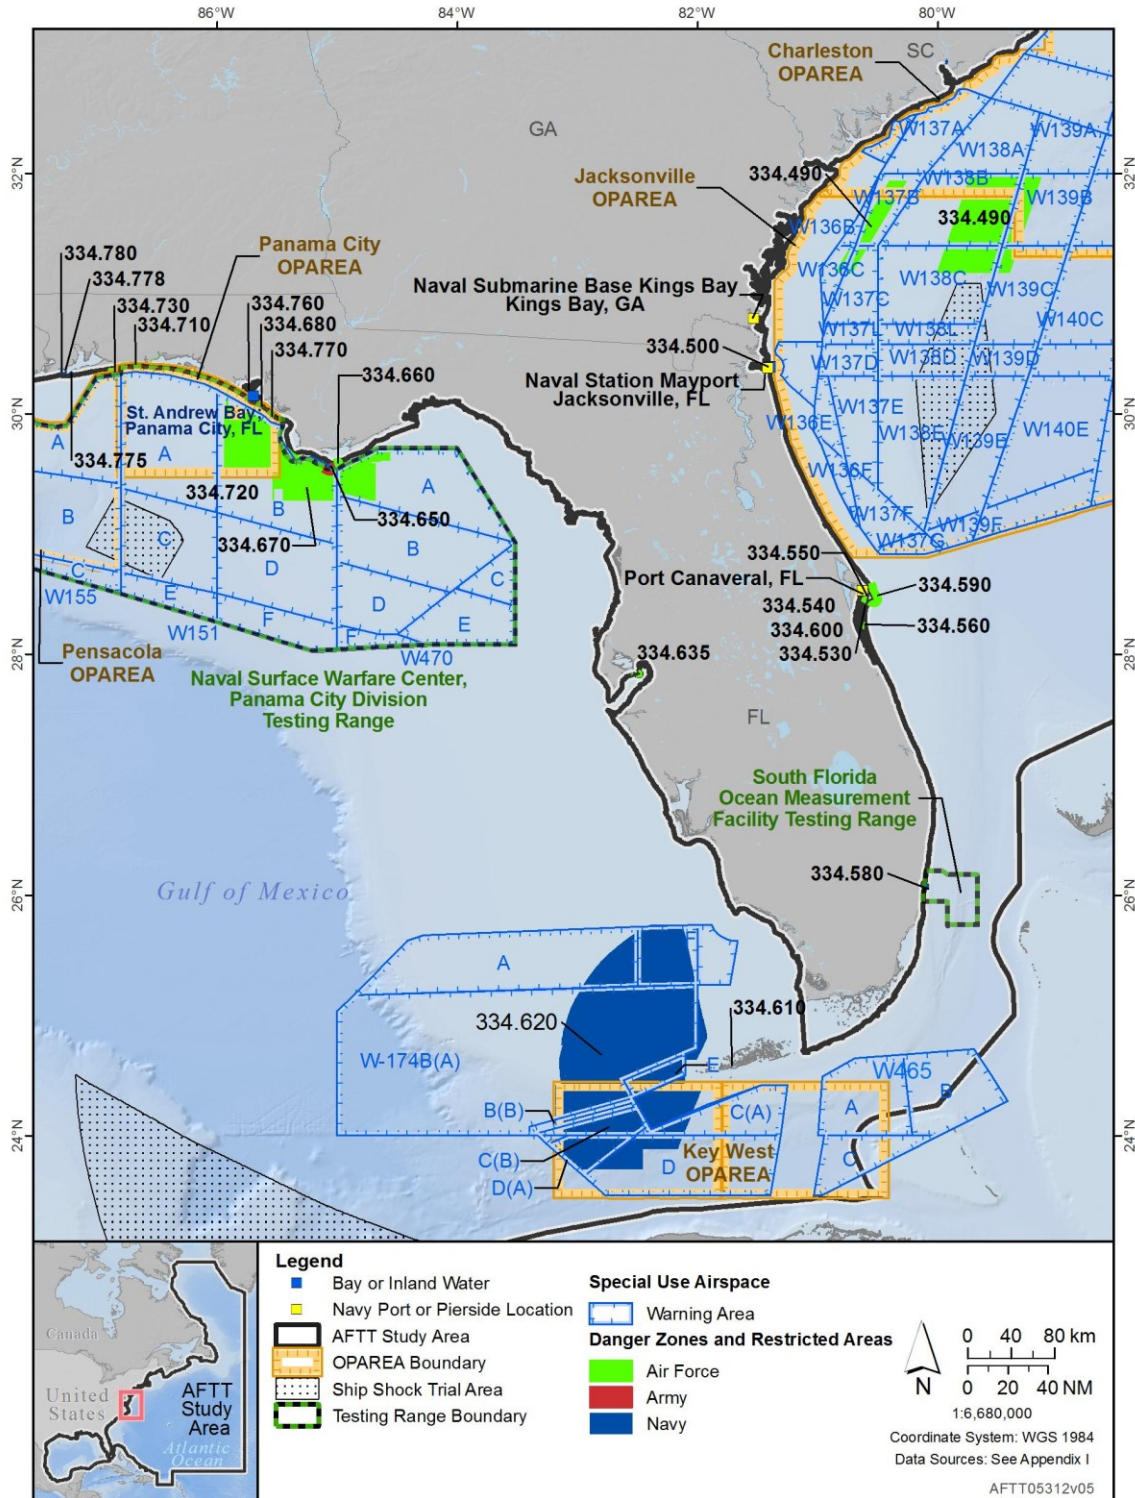 86°W
84°W
82°W
80°W
Charleston
OPAREA
SC
GA
W137A
W139A
W138A
32°N
32°N
334.490
W138B
Jacksonville
OPAREA
W137B
W139B
334.490
W136B
334.780
Panama City
OPAREA
334.778
W136C
W138C
334.730
334.760
Naval Submarine Base Kings Bay
Kings Bay, GA
W139C
W137C
334.710
334.680
W140C
334.770
W137L
W138L
334.500
334.660
W137D
W138D
W139D
Naval Station Mayport
Jacksonville, FL
30°N
30°N
St. Andrew Bay;
Panama City, FL
W137E
A
A
W136E
W138E
W139E
W140E
334.775
W136F
334.720
B
A
334.650
W137F
W139F
B
C
334.670
W137G
B
334.550
D
C
Port Canaveral, FL
334.590
C
E
D
334.540
W155
F
E
334.600
334.560
W151
F
334.530
28°N
28°N
Pensacola
OPAREA
W470
334.635
Naval Surface Warfare Center,
Panama City Division
Testing Range
FL
South Florida
Ocean Measurement
Facility Testing Range
334.580
26°N
26°N
Gulf of Mexico
F
A
334.610
334.620
W-174B(A)
E
W465
B
B(B)
C(A)
A
24°N
24°N
C(B)
Key West
OPAREA
D
C
D(A)
Canada
United
States
AFTT
Study
Area
Atlantic
Ocean
Legend
Bay or Inland Water
Navy Port or Pierside Location
AFTT Study Area
OPAREA Boundary
Ship Shock Trial Area
Testing Range Boundary
Special Use Airspace
Warning Area
Danger Zones and Restricted Areas
Air Force
Army
Navy
N
0 40 80 km
0 20 40 NM
1:6,680,000
Coordinate System: WGS 1984
Data Sources: See Appendix I
AFTT05312v05